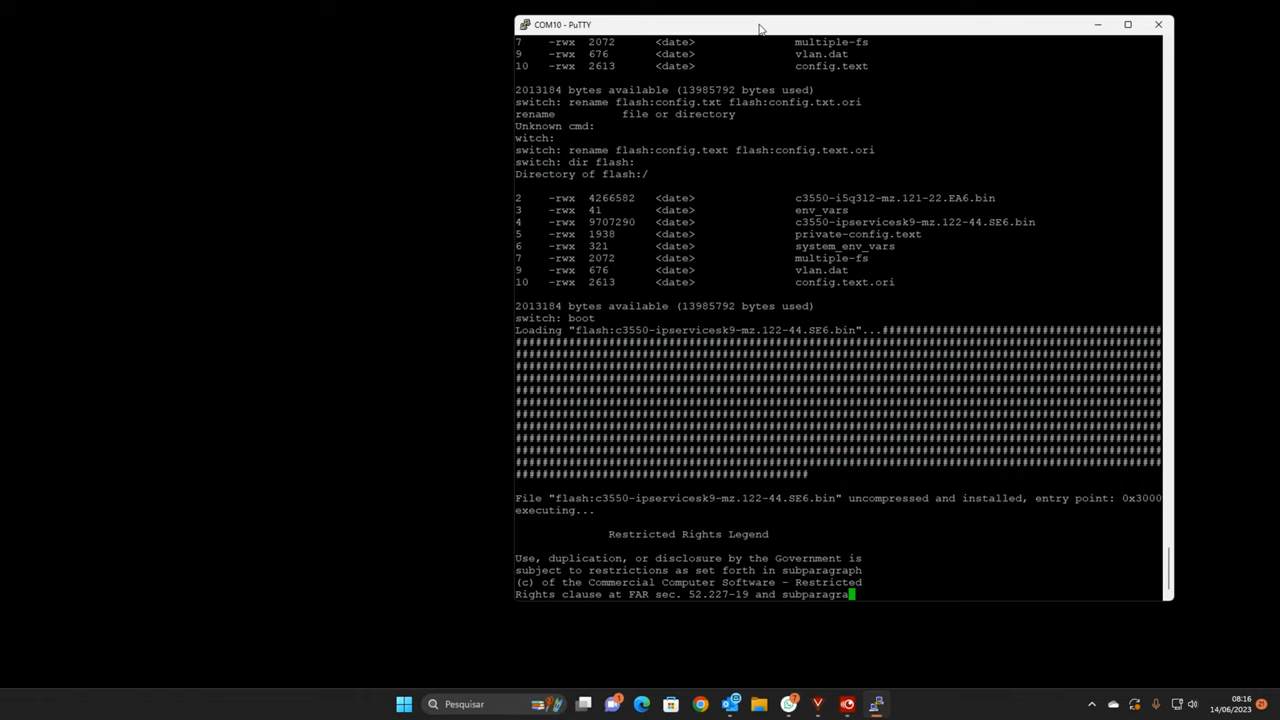 COM10 - PuTTY
7    -rwx  2072      <date>               multiple-fs
9    -rwx  676       <date>               vlan.dat
10   -rwx  2613      <date>               config.text
2013184 bytes available (13985792 bytes used)
switch: rename flash:config.txt flash:config.txt.ori
rename          file or directory
Unknown cmd:
witch:
switch: rename flash:config.text flash:config.text.ori
switch: dir flash:
Directory of flash:/
2    -rwx  4266582   <date>               c3550-i5q3l2-mz.121-22.EA6.bin
3    -rwx  41        <date>               env_vars
4    -rwx  9707290   <date>               c3550-ipservicesk9-mz.122-44.SE6.bin
5    -rwx  1938      <date>               private-config.text
6    -rwx  321       <date>               system_env_vars
7    -rwx  2072      <date>               multiple-fs
9    -rwx  676       <date>               vlan.dat
10   -rwx  2613      <date>               config.text.ori
2013184 bytes available (13985792 bytes used)
switch: boot
Loading "flash:c3550-ipservicesk9-mz.122-44.SE6.bin"...##########################################
#################################################################################################
#################################################################################################
#################################################################################################
#################################################################################################
#################################################################################################
#################################################################################################
#################################################################################################
#################################################################################################
#################################################################################################
#################################################################################################
#################################################################################################
############################################
File "flash:c3550-ipservicesk9-mz.122-44.SE6.bin" uncompressed and installed, entry point: 0x3000
executing...
Restricted Rights Legend
Use, duplication, or disclosure by the Government is
subject to restrictions as set forth in subparagraph
(c) of the Commercial Computer Software - Restricted
Rights clause at FAR sec. 52.227-19 and subparagra
Pesquisar
1
7
08:16
14/06/2023